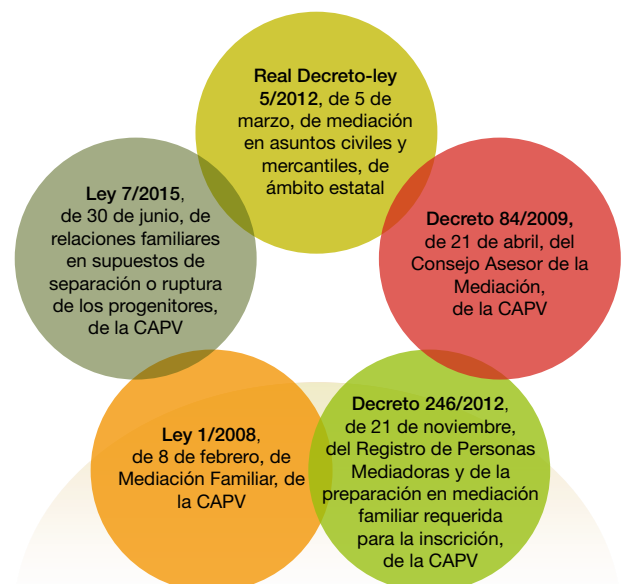 Real Decreto-ley
5/2012, de 5 de
marzo, de mediación
en asuntos civiles y
mercantiles, de
ámbito estatal
Ley 7/2015,
de 30 de junio, de
relaciones familiares
en supuestos de
separación o ruptura
de los progenitores,
de la CAPV
Decreto 84/2009,
de 21 de abril, del
Consejo Asesor de la
Mediación,
de la CAPV
Ley 1/2008,
de 8 de febrero, de
Mediación Familiar, de
la CAPV
Decreto 246/2012,
de 21 de noviembre,
del Registro de Personas
Mediadoras y de la
preparación en mediación
familiar requerida
para la inscrición,
de la CAPV